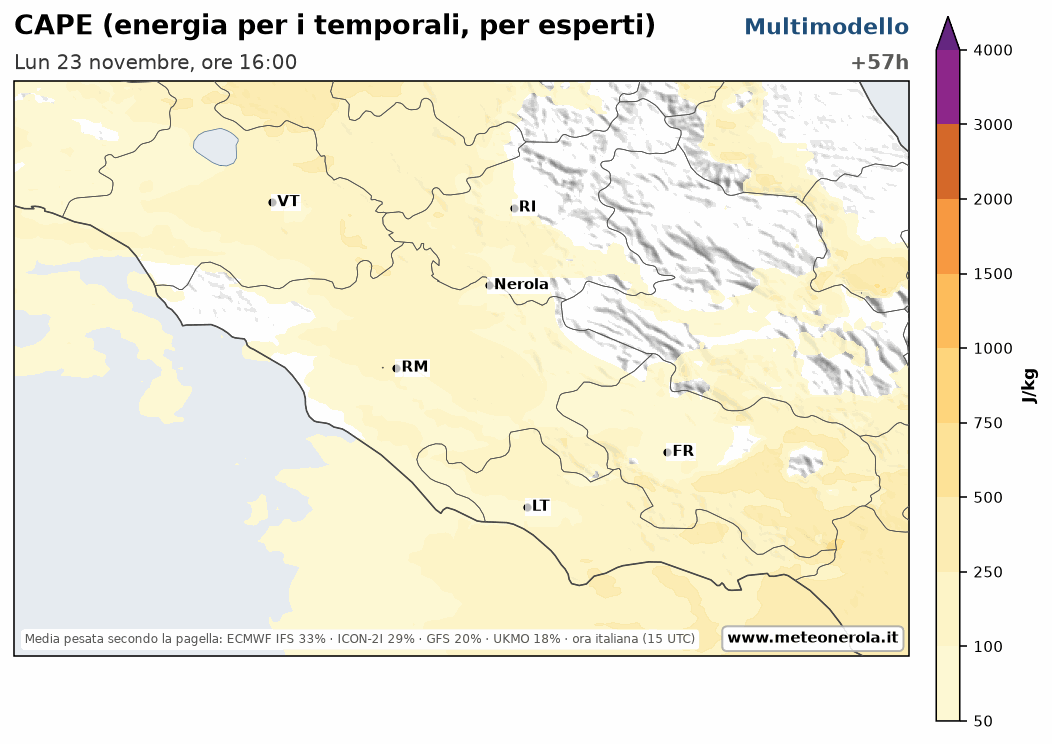 CAPE (energia per i temporali, per esperti)
Multimodello
Lun 23 novembre, ore 16:00
+57h
VT
RI
Nerola
RM
FR
LT
4000
3000
2000
1500
1000
750
500
250
100
50
J/kg
Media pesata secondo la pagella: ECMWF IFS 33% · ICON-2I 29% · GFS 20% · UKMO 18% · ora italiana (15 UTC)
www.meteonerola.it